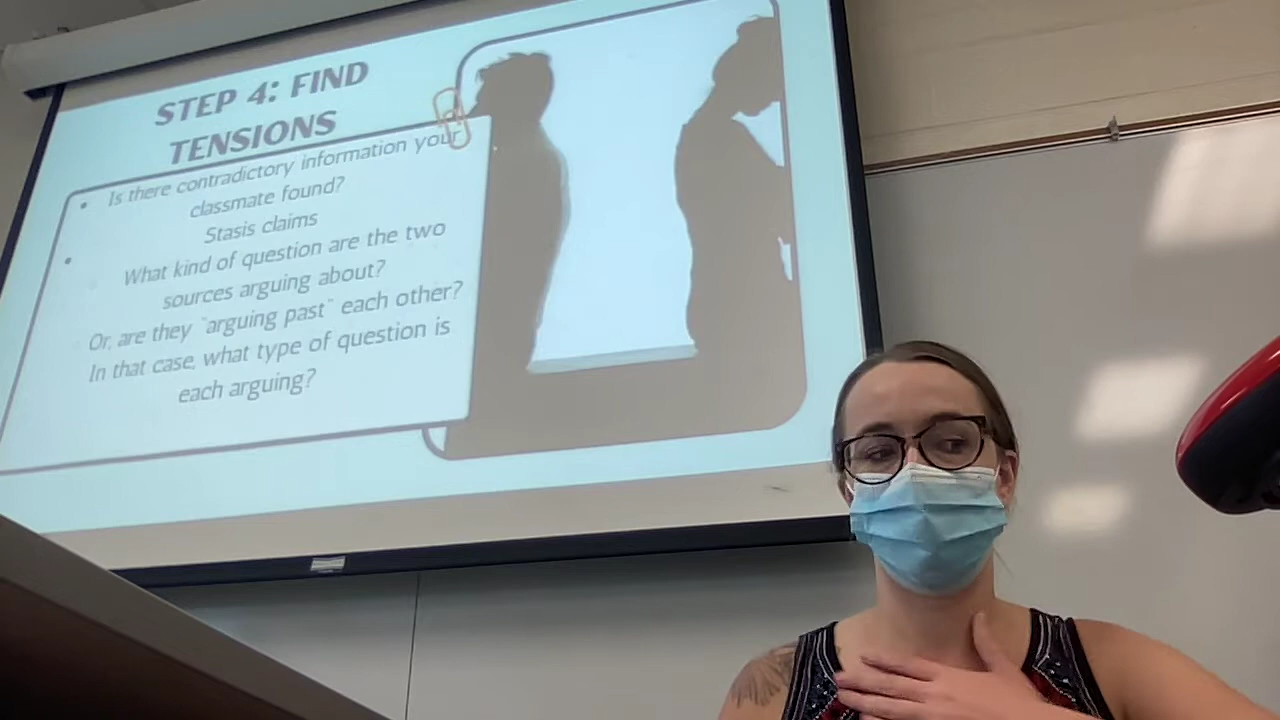 STEP 4: FIND
TENSIONS
• Is there contradictory information your
classmate found?
Stasis claims
• What kind of question are the two
sources arguing about?
Or, are they "arguing past" each other?
In that case, what type of question is
each arguing?